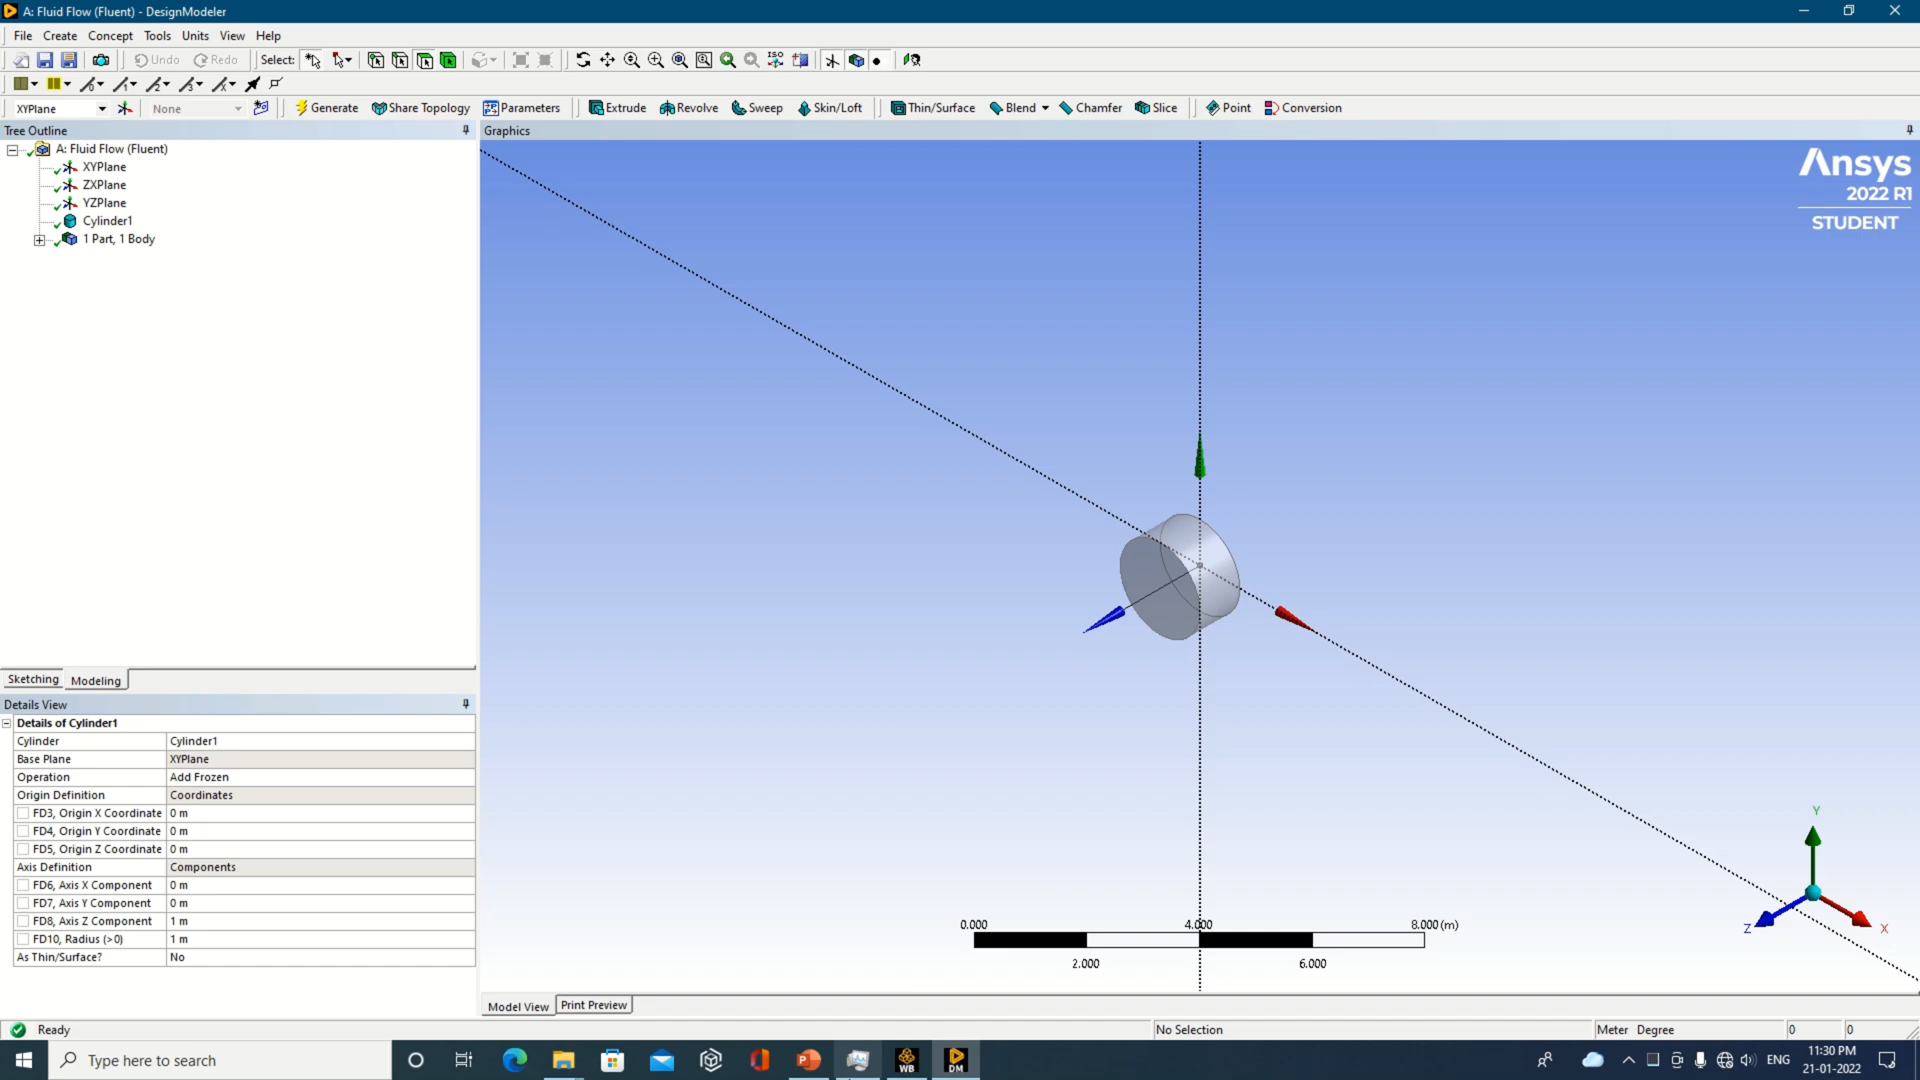 A: Fluid Flow (Fluent) - DesignModeler
File Create Concept Tools Units View Help
Undo Redo Select: ISO
XYPlane None Generate Share Topology Parameters Extrude Revolve Sweep Skin/Loft Thin/Surface Blend Chamfer Slice Point Conversion
Tree Outline
A: Fluid Flow (Fluent)
XYPlane
ZXPlane
YZPlane
Cylinder1
1 Part, 1 Body
Sketching Modeling
Details View
Details of Cylinder1
Cylinder Cylinder1
Base Plane XYPlane
Operation Add Frozen
Origin Definition Coordinates
FD3, Origin X Coordinate 0 m
FD4, Origin Y Coordinate 0 m
FD5, Origin Z Coordinate 0 m
Axis Definition Components
FD6, Axis X Component 0 m
FD7, Axis Y Component 0 m
FD8, Axis Z Component 1 m
FD10, Radius (>0) 1 m
As Thin/Surface? No
Graphics
Ansys
2022 R1
STUDENT
Y
Z
X
0.000 4.000 8.000 (m)
2.000 6.000
Model View Print Preview
Ready No Selection Meter Degree 0 0
Type here to search WB DM ENG 11:30 PM
21-01-2022